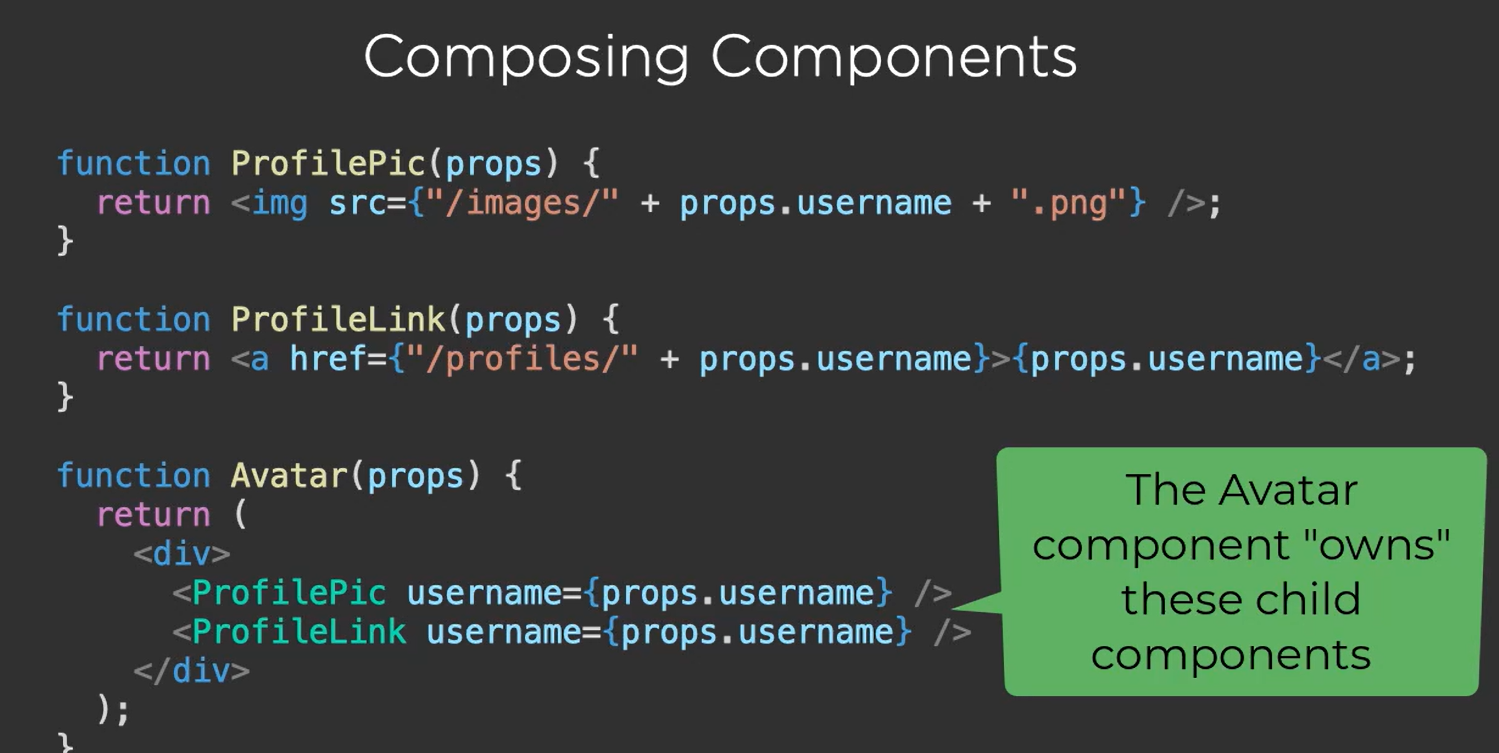 Composing Components
function ProfilePic(props) {
  return <img src={"/images/" + props.username + ".png"} />;
}
function ProfileLink(props) {
  return <a href={"/profiles/" + props.username}>{props.username}</a>;
}
function Avatar(props) {
  return (
    <div>
      <ProfilePic username={props.username} />
      <ProfileLink username={props.username} />
    </div>
  );
}
The Avatar
component "owns"
these child
components